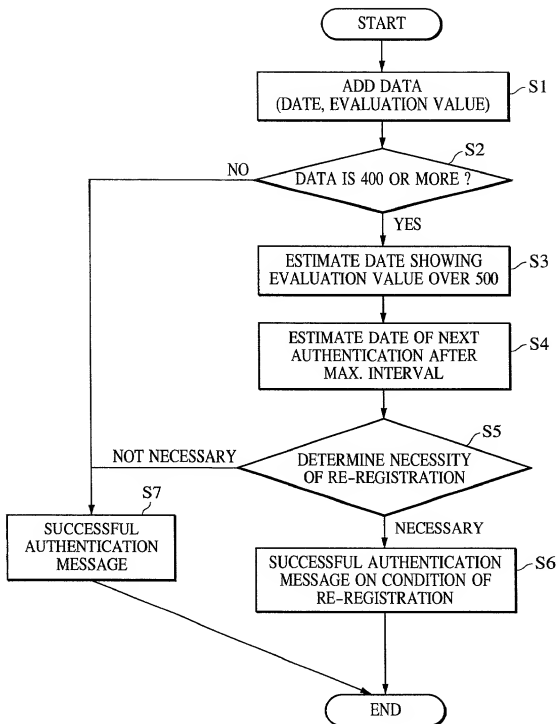 START
ADD DATA
(DATE, EVALUATION VALUE)
S1
S2
DATA IS 400 OR MORE ?
NO
YES
ESTIMATE DATE SHOWING
EVALUATION VALUE OVER 500
S3
ESTIMATE DATE OF NEXT
AUTHENTICATION AFTER
MAX. INTERVAL
S4
S5
DETERMINE NECESSITY
OF RE-REGISTRATION
NOT NECESSARY
NECESSARY
S7
SUCCESSFUL
AUTHENTICATION
MESSAGE
SUCCESSFUL AUTHENTICATION
MESSAGE ON CONDITION OF
RE-REGISTRATION
S6
END